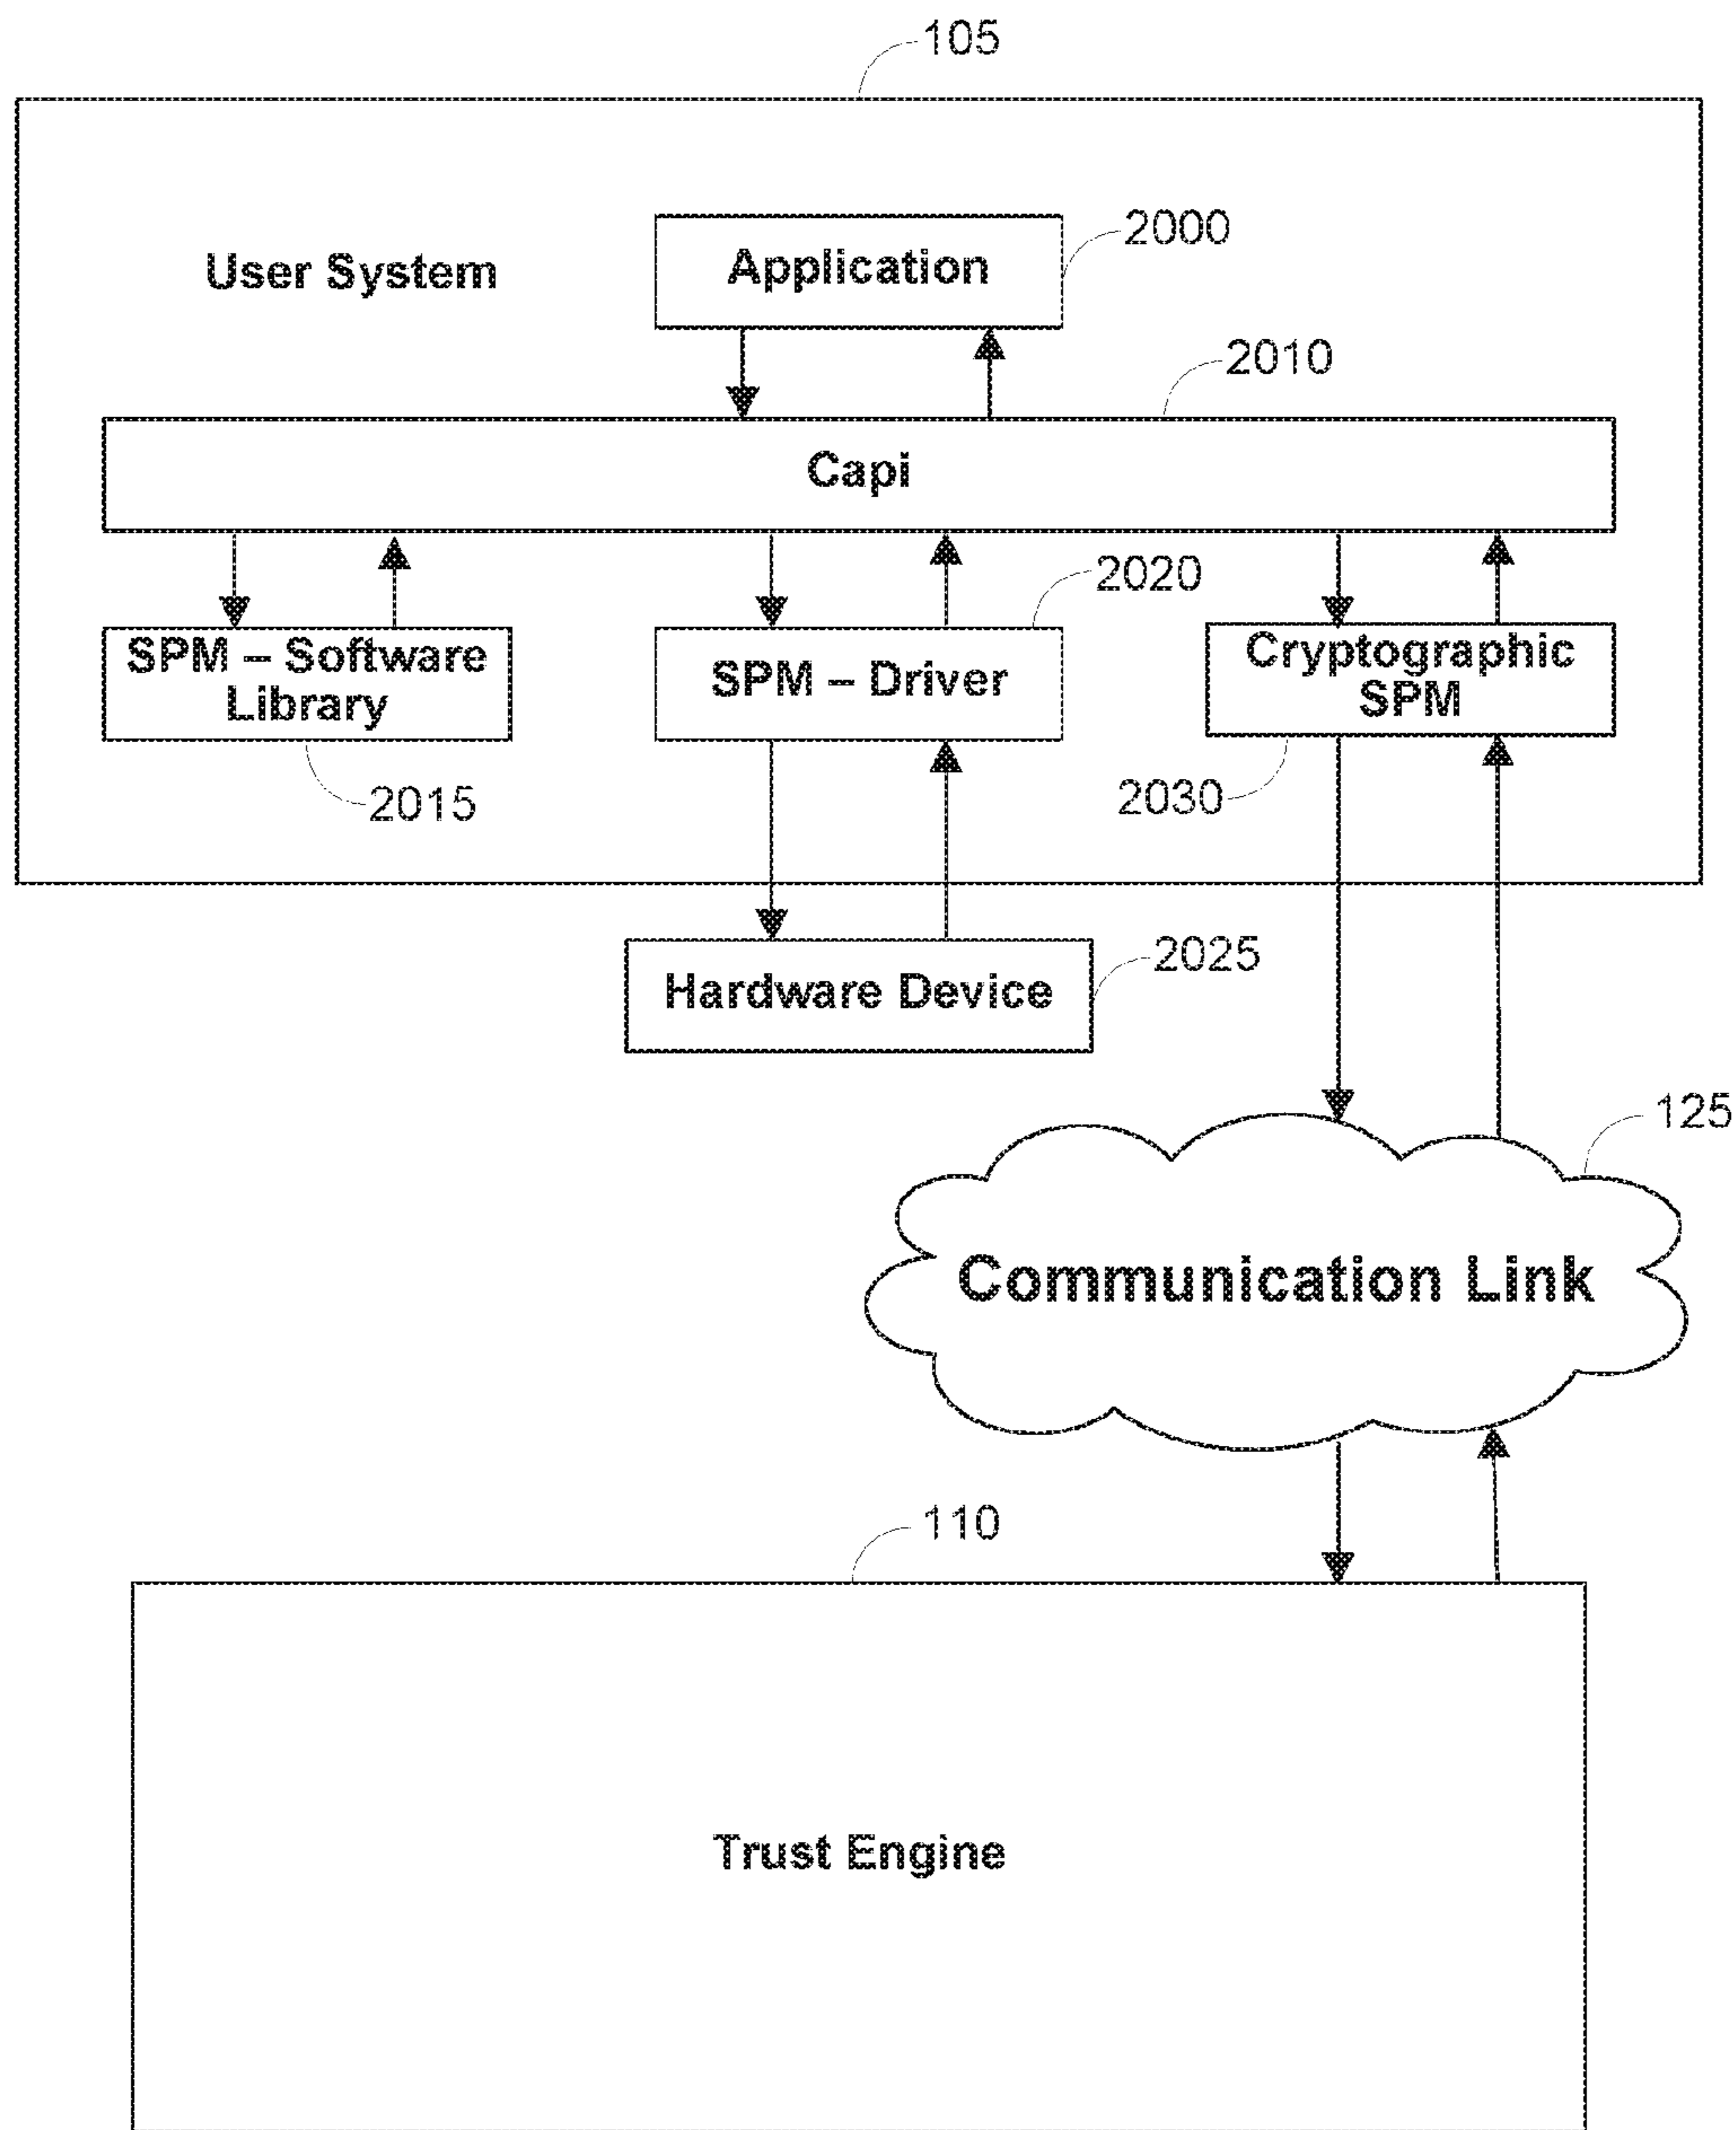 105
User System
Application
2000
2010
Capi
2020
SPM – Software
Library
SPM – Driver
Cryptographic
SPM
2015
2030
Hardware Device
2025
125
Communication Link
110
Trust Engine